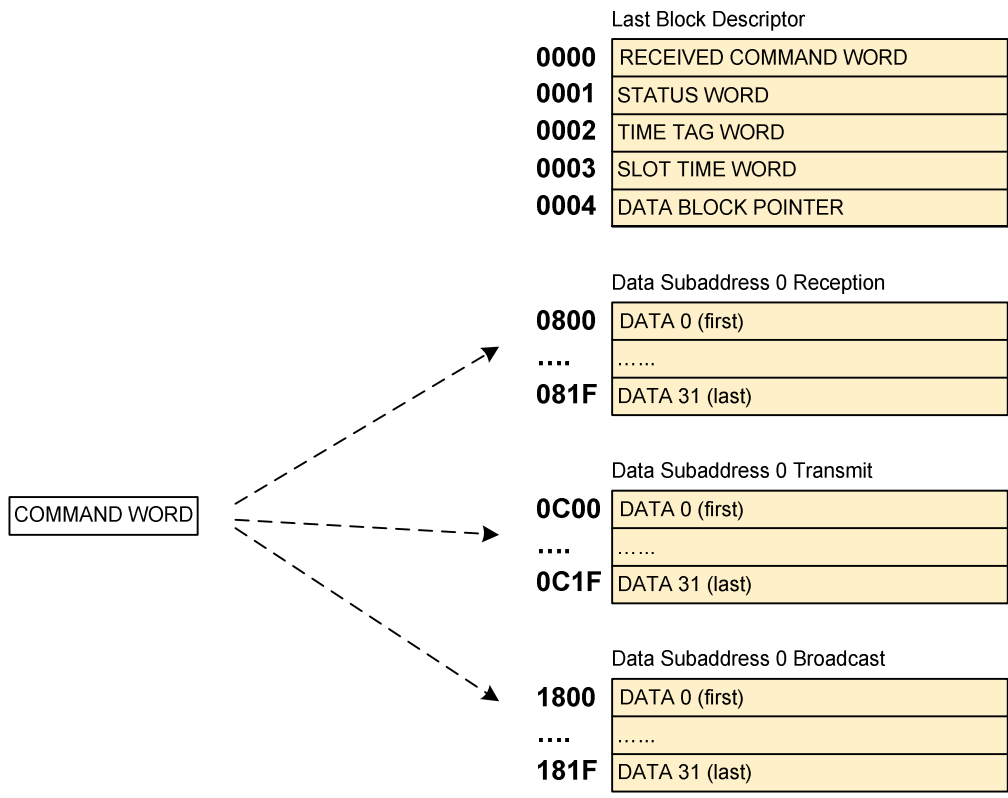 Last Block Descriptor
0000 RECEIVED COMMAND WORD
0001 STATUS WORD
0002 TIME TAG WORD
0003 SLOT TIME WORD
0004 DATA BLOCK POINTER
Data Subaddress 0 Reception
0800 DATA 0 (first)
.... ......
081F DATA 31 (last)
Data Subaddress 0 Transmit
COMMAND WORD
0C00 DATA 0 (first)
.... ......
0C1F DATA 31 (last)
Data Subaddress 0 Broadcast
1800 DATA 0 (first)
.... ......
181F DATA 31 (last)